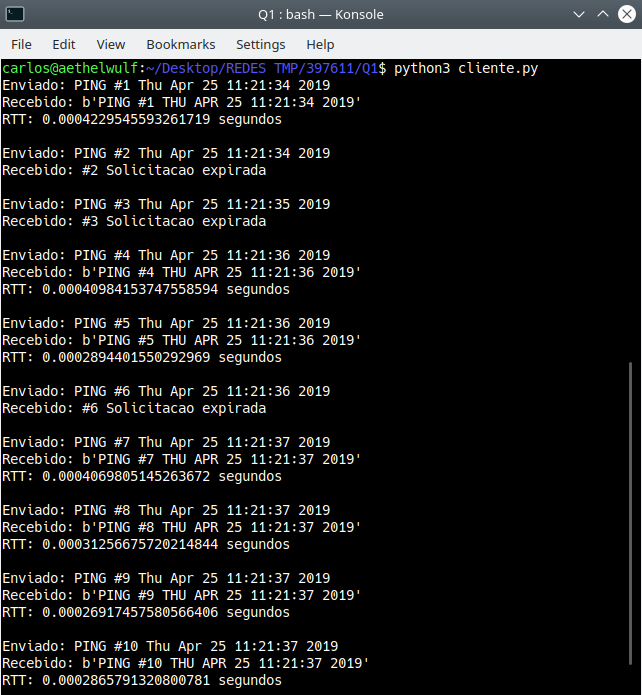 Q1 : bash — Konsole
File Edit View Bookmarks Settings Help
carlos@aethelwulf:~/Desktop/REDES TMP/397611/Q1$ python3 cliente.py
Enviado: PING #1 Thu Apr 25 11:21:34 2019
Recebido: b'PING #1 THU APR 25 11:21:34 2019'
RTT: 0.0004229545593261719 segundos
Enviado: PING #2 Thu Apr 25 11:21:34 2019
Recebido: #2 Solicitacao expirada
Enviado: PING #3 Thu Apr 25 11:21:35 2019
Recebido: #3 Solicitacao expirada
Enviado: PING #4 Thu Apr 25 11:21:36 2019
Recebido: b'PING #4 THU APR 25 11:21:36 2019'
RTT: 0.00040984153747558594 segundos
Enviado: PING #5 Thu Apr 25 11:21:36 2019
Recebido: b'PING #5 THU APR 25 11:21:36 2019'
RTT: 0.00028944015502929​69 segundos
Enviado: PING #6 Thu Apr 25 11:21:36 2019
Recebido: #6 Solicitacao expirada
Enviado: PING #7 Thu Apr 25 11:21:37 2019
Recebido: b'PING #7 THU APR 25 11:21:37 2019'
RTT: 0.0004069805145263672 segundos
Enviado: PING #8 Thu Apr 25 11:21:37 2019
Recebido: b'PING #8 THU APR 25 11:21:37 2019'
RTT: 0.00031256675720214844 segundos
Enviado: PING #9 Thu Apr 25 11:21:37 2019
Recebido: b'PING #9 THU APR 25 11:21:37 2019'
RTT: 0.00026917457580566406 segundos
Enviado: PING #10 Thu Apr 25 11:21:37 2019
Recebido: b'PING #10 THU APR 25 11:21:37 2019'
RTT: 0.0002865791320800781 segundos